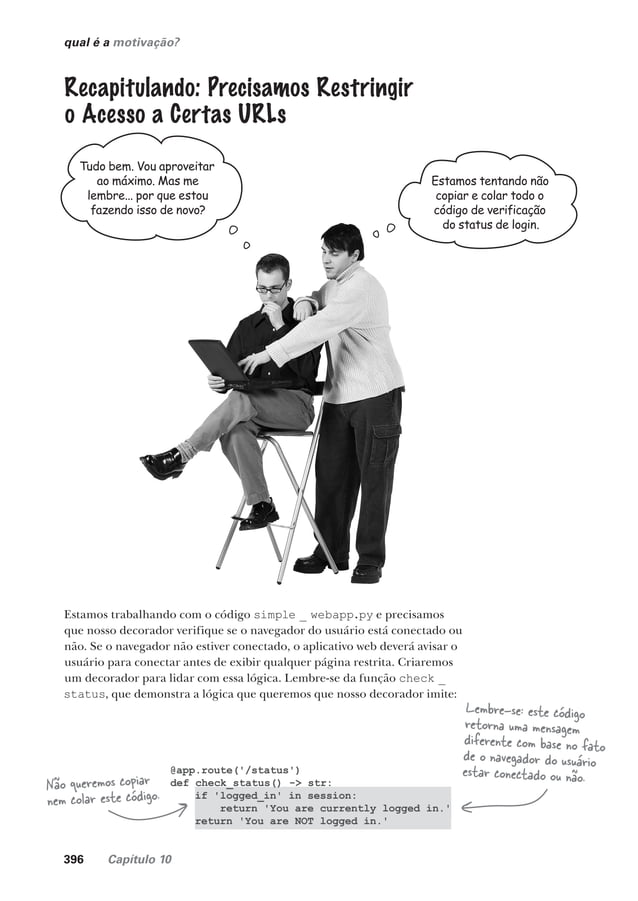 qual é a motivação?
Recapitulando: Precisamos Restringir
o Acesso a Certas URLs
Tudo bem. Vou aproveitar
ao máximo. Mas me
lembre... por que estou
fazendo isso de novo?
Estamos tentando não
copiar e colar todo o
código de verificação
do status de login.
Estamos trabalhando com o código simple _ webapp.py e precisamos
que nosso decorador verifique se o navegador do usuário está conectado ou
não. Se o navegador não estiver conectado, o aplicativo web deverá avisar o
usuário para conectar antes de exibir qualquer página restrita. Criaremos
um decorador para lidar com essa lógica. Lembre-se da função check _
status, que demonstra a lógica que queremos que nosso decorador imite:
Lembre-se: este código
retorna uma mensagem
diferente com base no fato
de o navegador do usuário
estar conectado ou não.
Não queremos copiar
nem colar este código.
@app.route('/status')
def check_status() -> str:
    if 'logged_in' in session:
        return 'You are currently logged in.'
    return 'You are NOT logged in.'
396 Capítulo 10